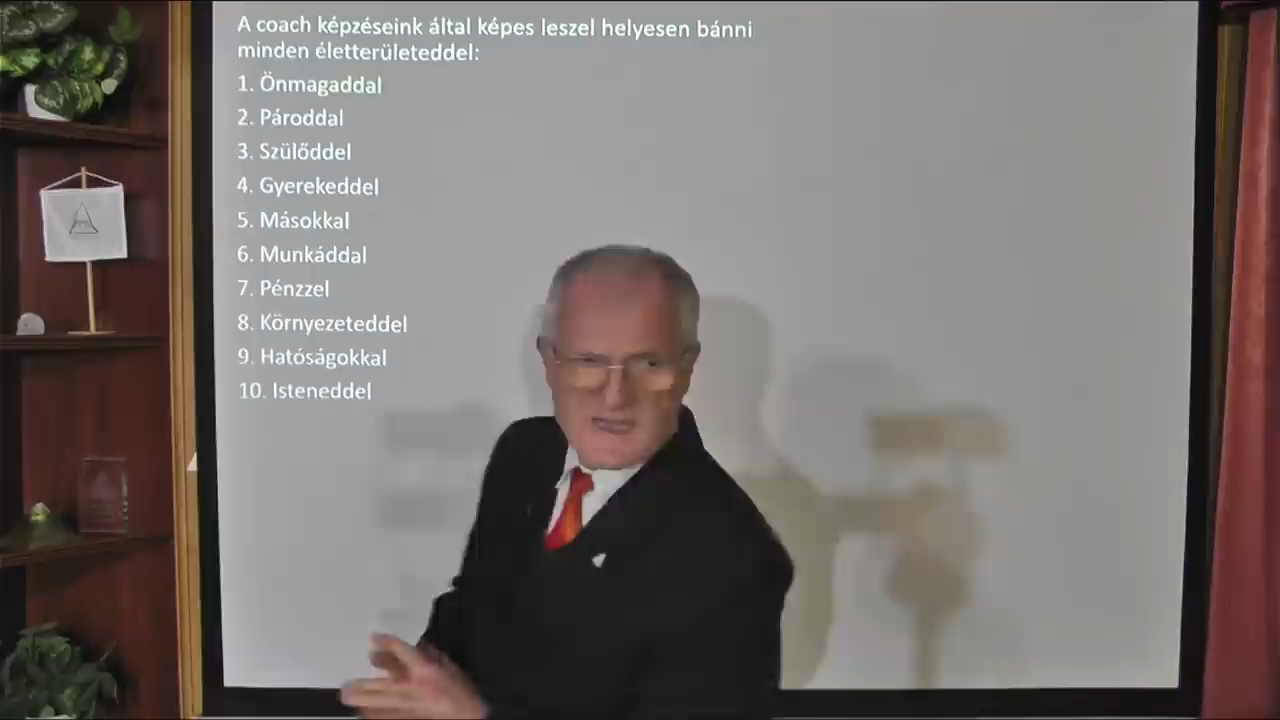 A coach képzéseink által képes leszel helyesen bánni
minden életterületeddel:
1. Önmagaddal
2. Pároddal
3. Szülőddel
4. Gyerekeddel
5. Másokkal
6. Munkáddal
7. Pénzzel
8. Környezeteddel
9. Hatóságokkal
10. Isteneddel